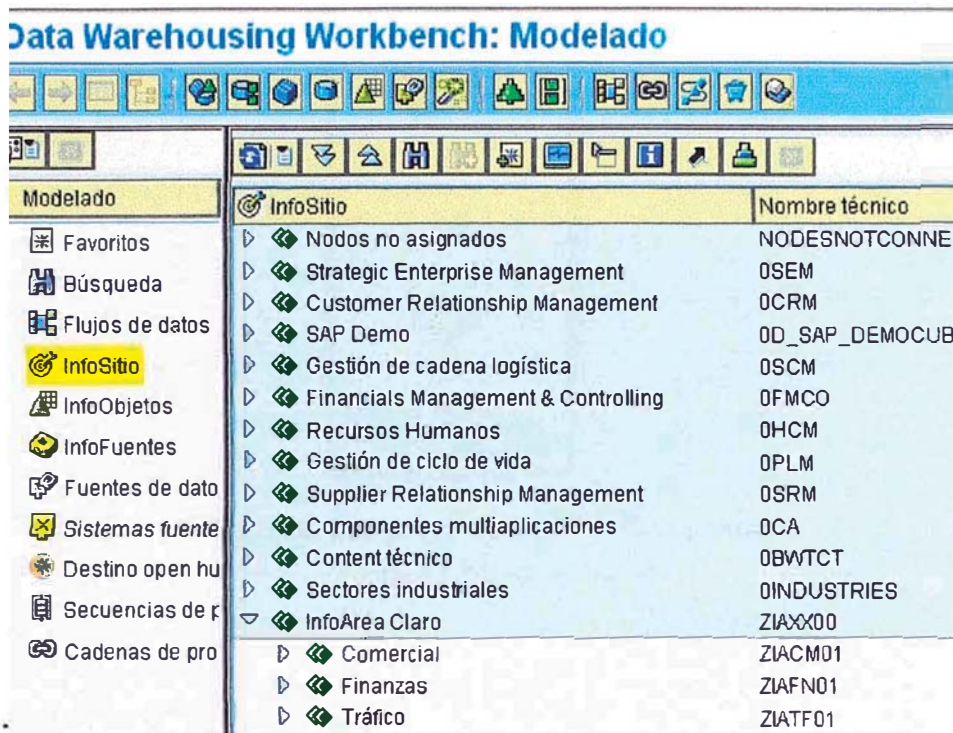 Data Warehousing Workbench: Modelado
Modelado
Favoritos
Búsqueda
Flujos de datos
InfoSitio
InfoObjetos
InfoFuentes
Fuentes de dato
Sistemas fuente
Destino open hu
Secuencias de p
Cadenas de pro
InfoSitio Nombre técnico
Nodos no asignados NODESNOTCONNE
Strategic Enterprise Management 0SEM
Customer Relationship Management 0CRM
SAP Demo 0D_SAP_DEMOCUB
Gestión de cadena logística 0SCM
Financials Management & Controlling 0FMCO
Recursos Humanos 0HCM
Gestión de ciclo de vida 0PLM
Supplier Relationship Management 0SRM
Componentes multiaplicaciones 0CA
Content técnico 0BWTCT
Sectores industriales 0INDUSTRIES
InfoArea Claro ZIAXX00
Comercial ZIACM01
Finanzas ZIAFN01
Tráfico ZIATF01